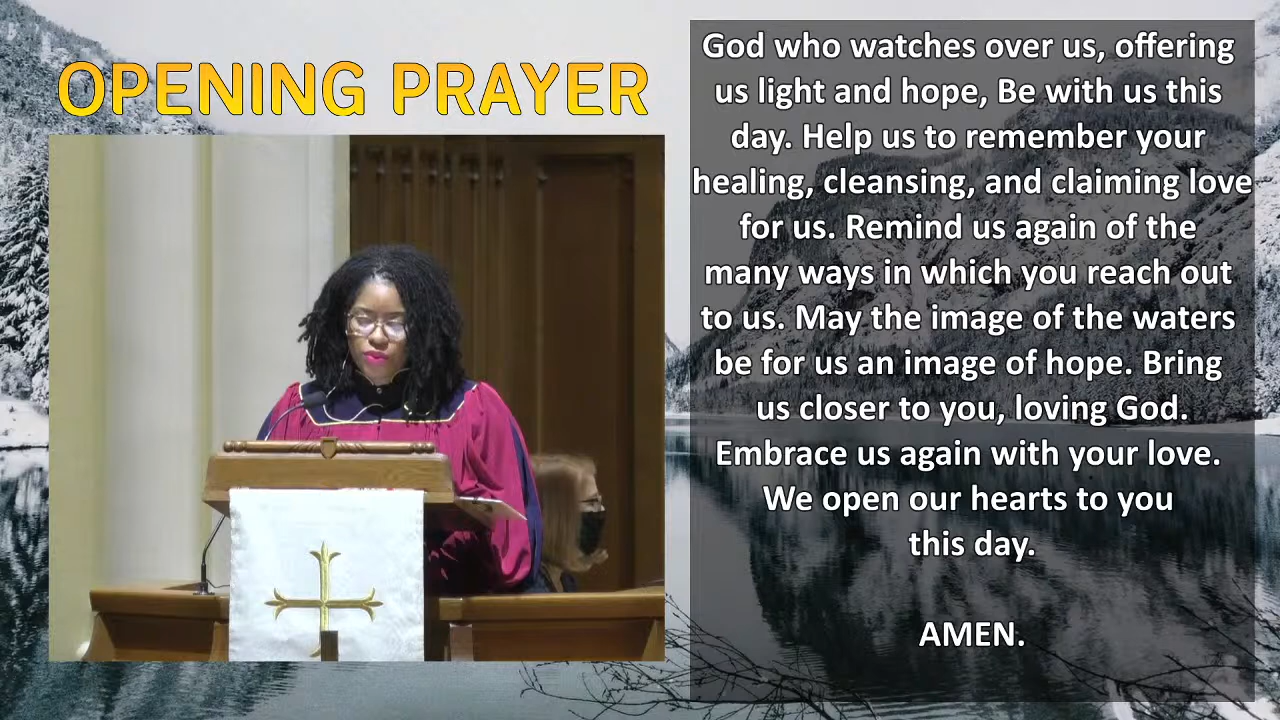 OPENING PRAYER
God who watches over us, offering
us light and hope, Be with us this
day. Help us to remember your
healing, cleansing, and claiming love
for us. Remind us again of the
many ways in which you reach out
to us. May the image of the waters
be for us an image of hope. Bring
us closer to you, loving God.
Embrace us again with your love.
We open our hearts to you
this day.
AMEN.